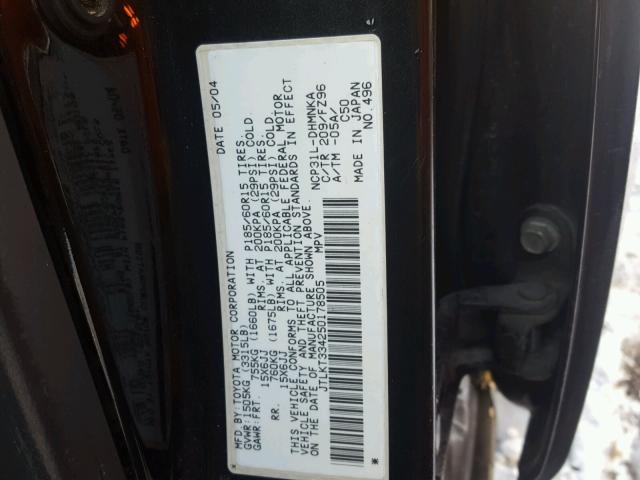 MFD.BY:TOYOTA MOTOR CORPORATION DATE 05/04
GVWR:1505KG(3315LB)
GAWR:FRT. 755KG (1660LB) WITH P185/60R15 TIRES.
15X6JJ RIMS. AT 200KPA (29PSI) COLD.
RR. 760KG (1675LB) WITH P185/60R15 TIRES.
15X6JJ RIMS. AT 200KPA (29PSI) COLD.
THIS VEHICLE CONFORMS TO ALL APPLICABLE FEDERAL MOTOR
VEHICLE SAFETY AND THEFT PREVENTION STANDARDS IN EFFECT
ON THE DATE OF MANUFACTURE SHOWN ABOVE.
JTLKT334250178505 NCP31L-DHMNKA
MPV C/TR 209/FZ96
A/TM -05A/
C50
MADE IN JAPAN
NO.496